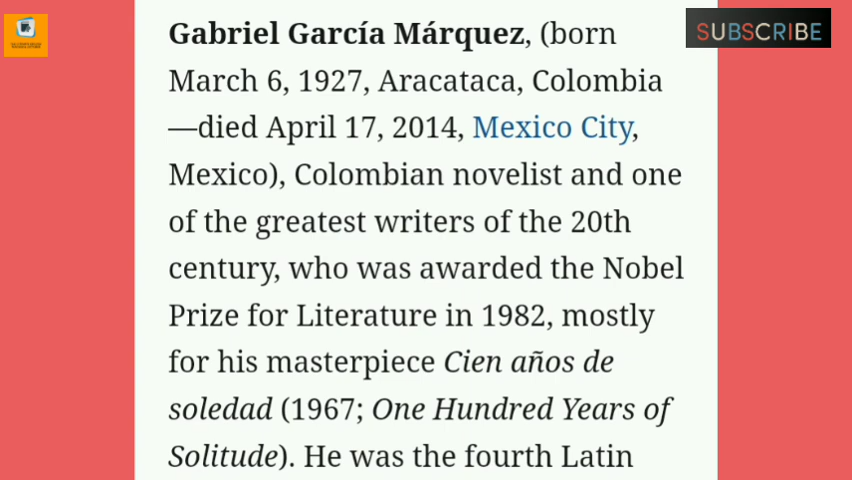 SUBSCRIBE
Gabriel García Márquez, (born
March 6, 1927, Aracataca, Colombia
—died April 17, 2014, Mexico City,
Mexico), Colombian novelist and one
of the greatest writers of the 20th
century, who was awarded the Nobel
Prize for Literature in 1982, mostly
for his masterpiece Cien años de
soledad (1967; One Hundred Years of
Solitude). He was the fourth Latin